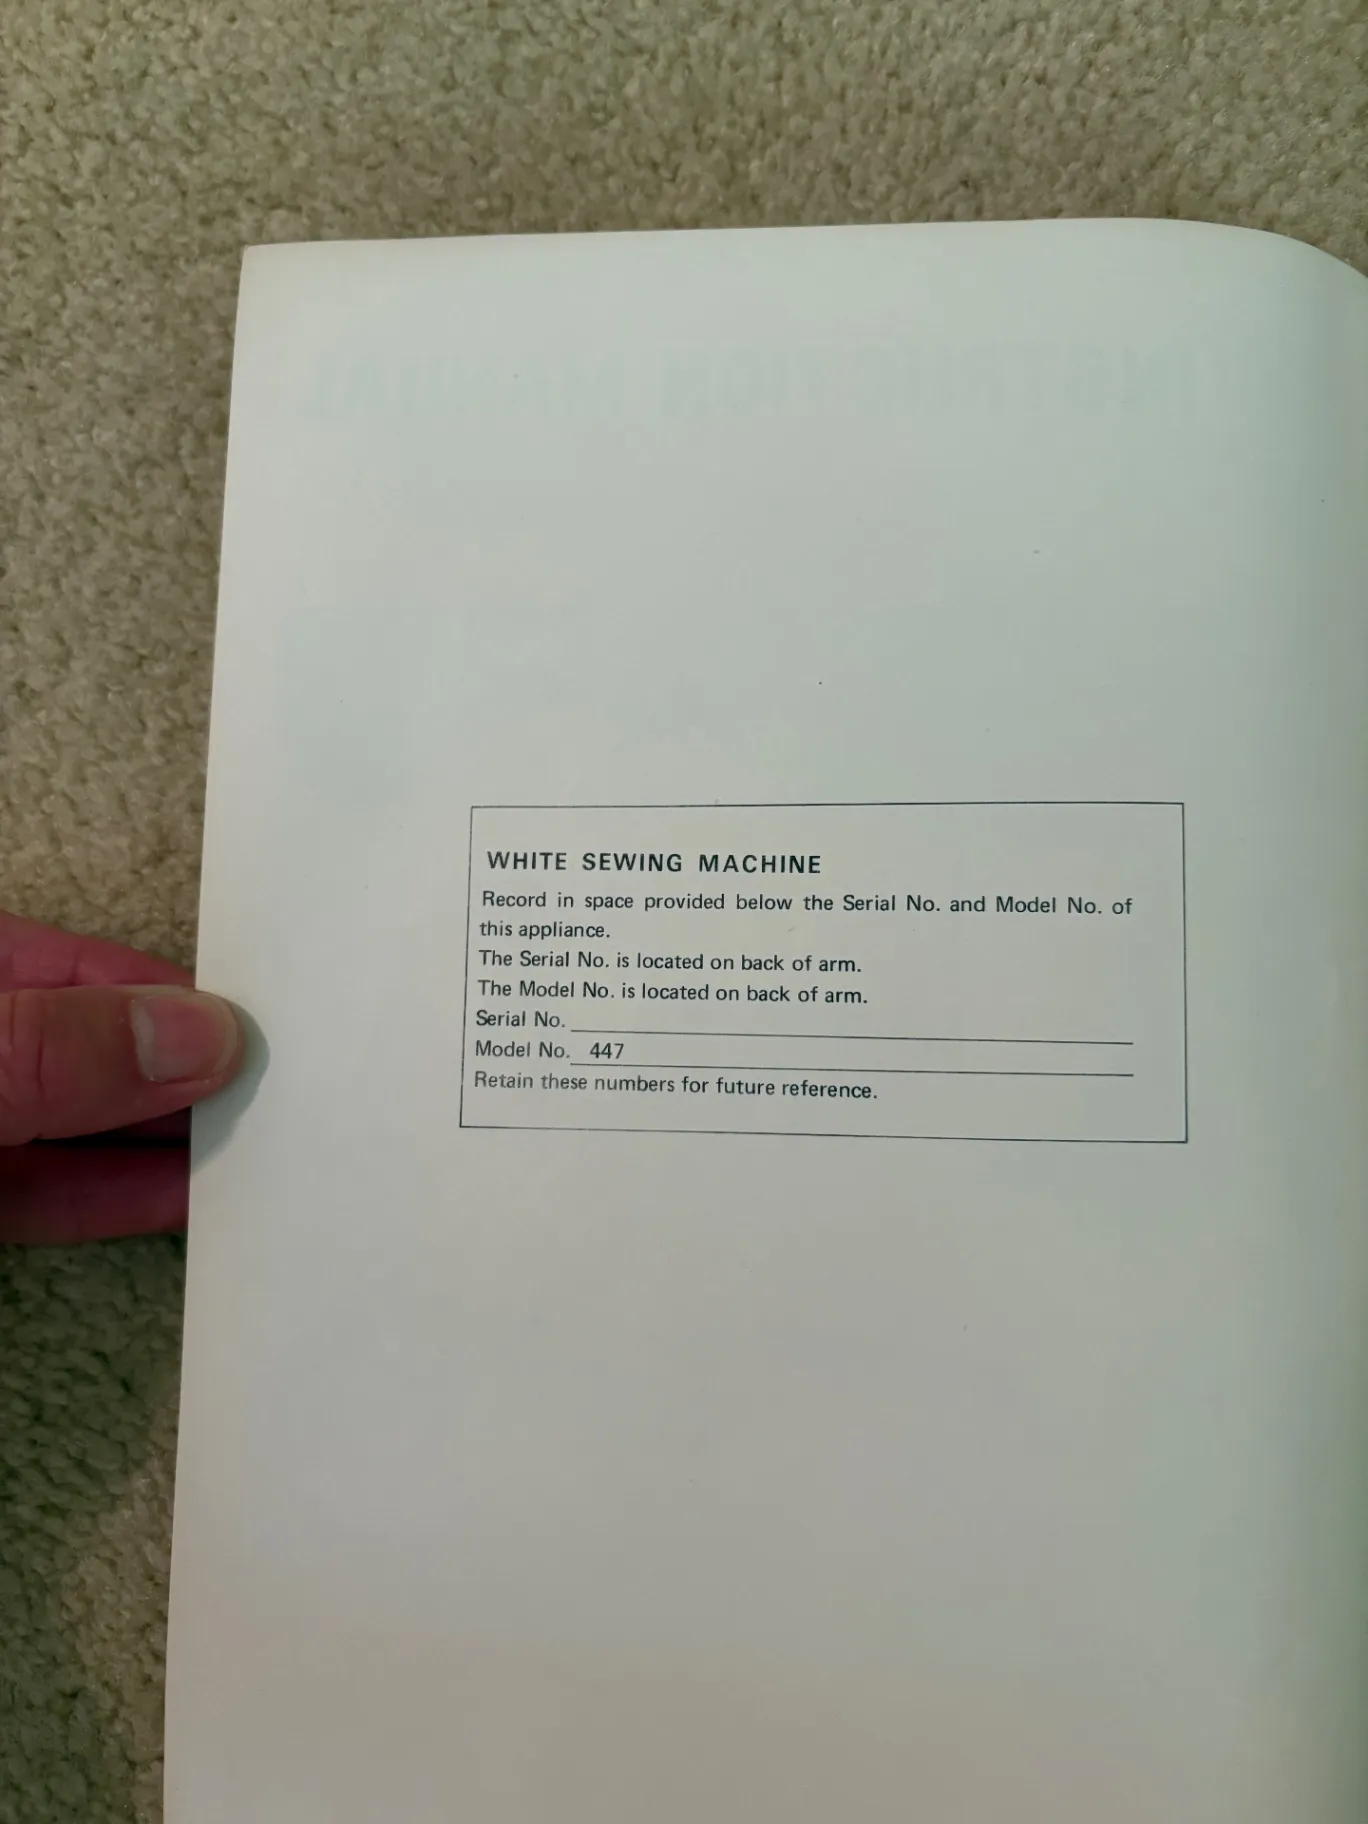 WHITE SEWING MACHINE
Record in space provided below the Serial No. and Model No. of
this appliance.
The Serial No. is located on back of arm.
The Model No. is located on back of arm.
Serial No.
Model No. 447
Retain these numbers for future reference.